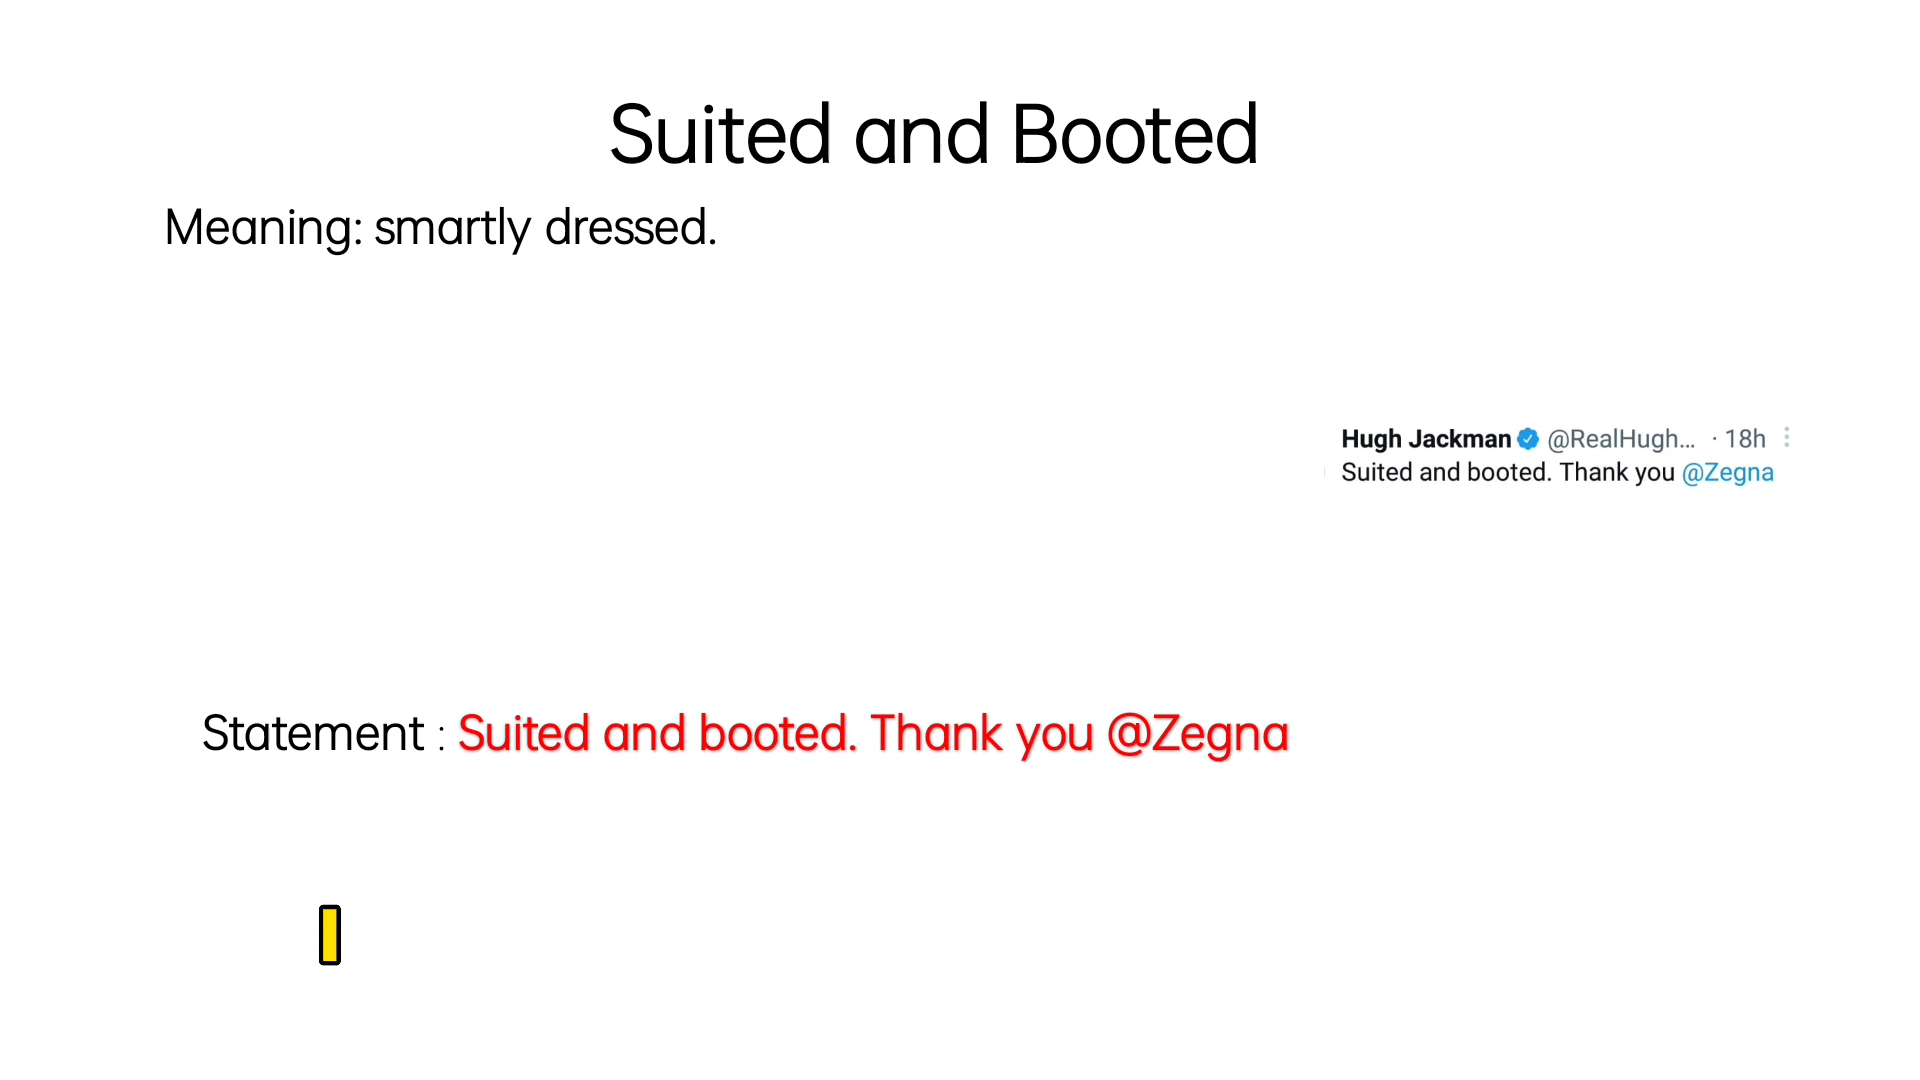 Suited and Booted
Meaning: smartly dressed.
Hugh Jackman @RealHugh... · 18h
Suited and booted. Thank you @Zegna
Statement : Suited and booted. Thank you @Zegna
I